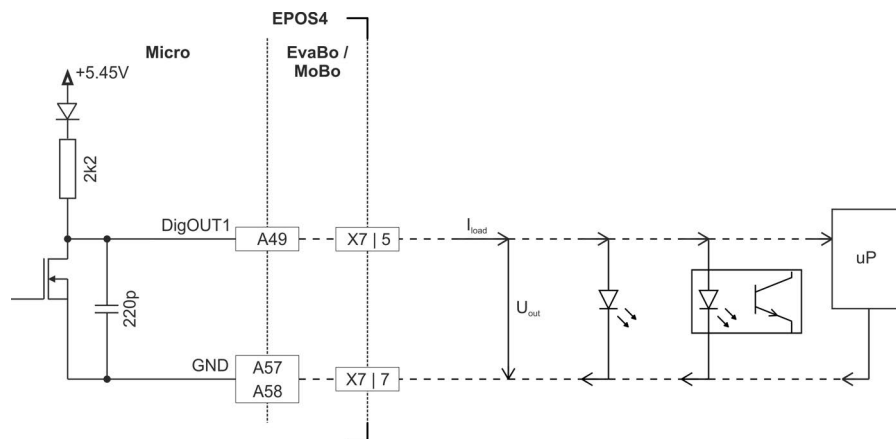 EPOS4
Micro
EvaBo /
MoBo
+5.45V
2k2
DigOUT1
A49
X7 | 5
I load
uP
220p
U out
GND
A57
A58
X7 | 7